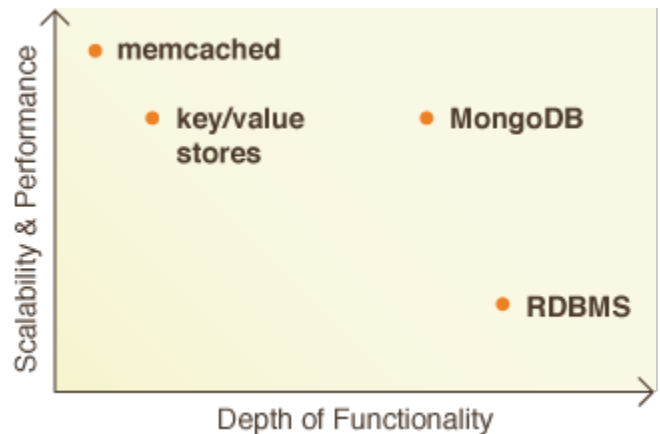 memcached
key/value
stores
MongoDB
RDBMS
Scalability & Performance
Depth of Functionality